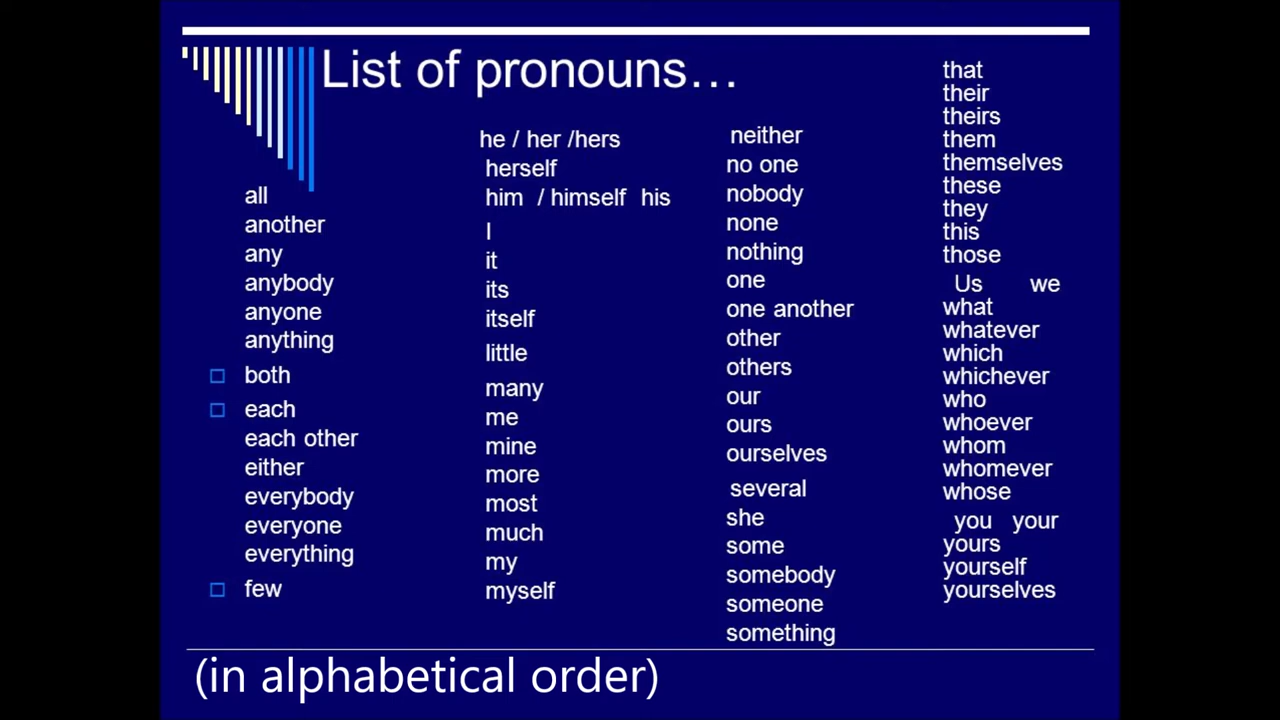 List of pronouns…
all
another
any
anybody
anyone
anything
both
each
each other
either
everybody
everyone
everything
few
he / her /hers
herself
him / himself his
I
it
its
itself
little
many
me
mine
more
most
much
my
myself
neither
no one
nobody
none
nothing
one
one another
other
others
our
ours
ourselves
several
she
some
somebody
someone
something
that
their
theirs
them
themselves
these
they
this
those
Us we
what
whatever
which
whichever
who
whoever
whom
whomever
whose
you your
yours
yourself
yourselves
(in alphabetical order)